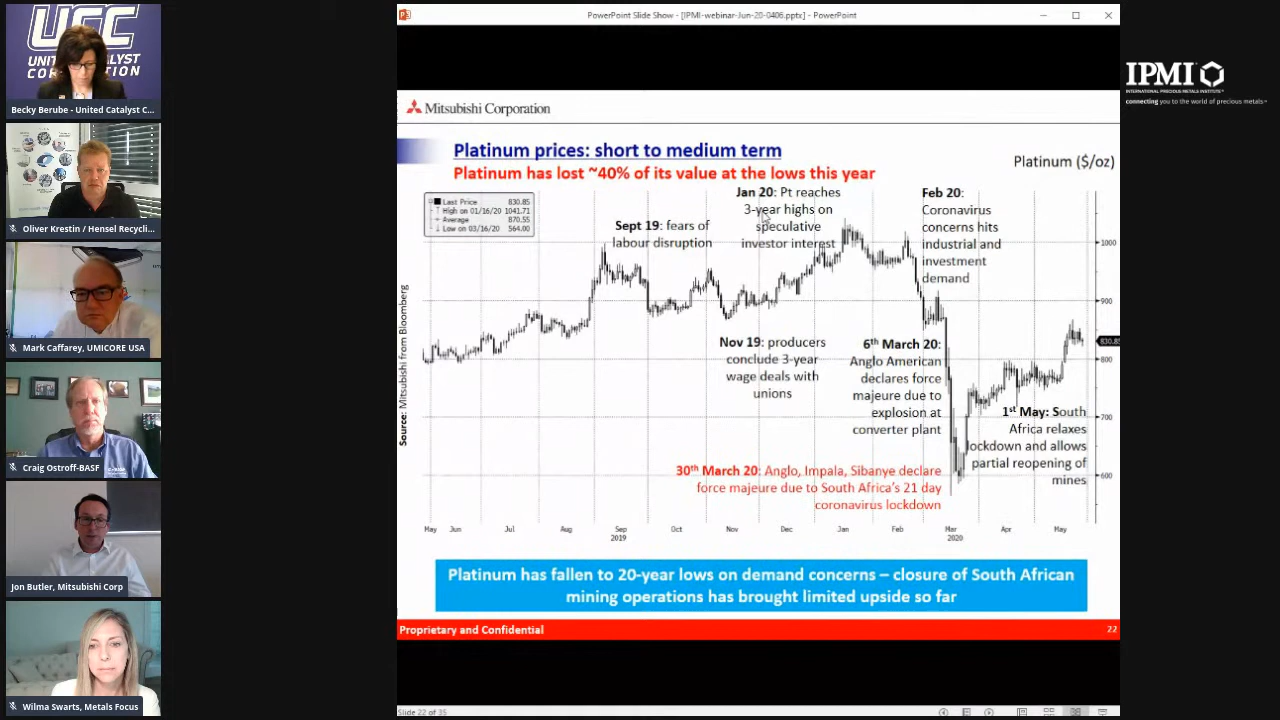 PowerPoint Slide Show - [IPMI-webinar-Jun-20-0406.pptx] - PowerPoint
UCC
UNITED CATALYST
CORPORATION
Becky Berube - United Catalyst C...
Oliver Krestin / Hensel Recycli...
Mark Caffarey, UMICORE USA
Craig Ostroff-BASF
Jon Butler, Mitsubishi Corp
Wilma Swarts, Metals Focus
IPMI
INTERNATIONAL PRECIOUS METALS INSTITUTE
connecting you to the world of precious metals
Mitsubishi Corporation
Platinum prices: short to medium term
Platinum has lost ~40% of its value at the lows this year
Platinum ($/oz)
Last Price 830.85
High on 01/16/20 1041.71
Average 870.55
Low on 03/16/20 564.00
Sept 19: fears of
labour disruption
Jan 20: Pt reaches
3-year highs on
speculative
investor interest
Feb 20:
Coronavirus
concerns hits
industrial and
investment
demand
Nov 19: producers
conclude 3-year
wage deals with
unions
6th March 20:
Anglo American
declares force
majeure due to
explosion at
converter plant
1st May: South
Africa relaxes
lockdown and allows
partial reopening of
mines
30th March 20: Anglo, Impala, Sibanye declare
force majeure due to South Africa's 21 day
coronavirus lockdown
1000
900
830.85
800
700
600
Source: Mitsubishi from Bloomberg
May Jun Jul Aug Sep Oct Nov Dec Jan Feb Mar Apr May
2019 2020
Platinum has fallen to 20-year lows on demand concerns – closure of South African
mining operations has brought limited upside so far
Proprietary and Confidential 22
Slide 22 of 35